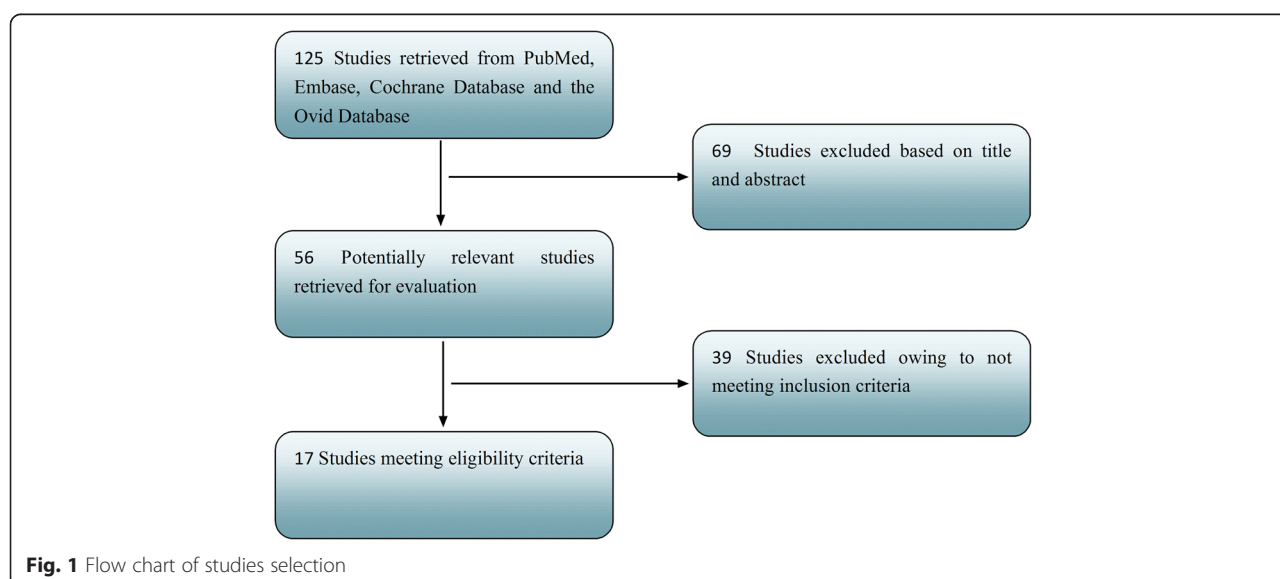 125 Studies retrieved from PubMed,
Embase, Cochrane Database and the
Ovid Database
69 Studies excluded based on title
and abstract
56 Potentially relevant studies
retrieved for evaluation
39 Studies excluded owing to not
meeting inclusion criteria
17 Studies meeting eligibility criteria
Fig. 1 Flow chart of studies selection